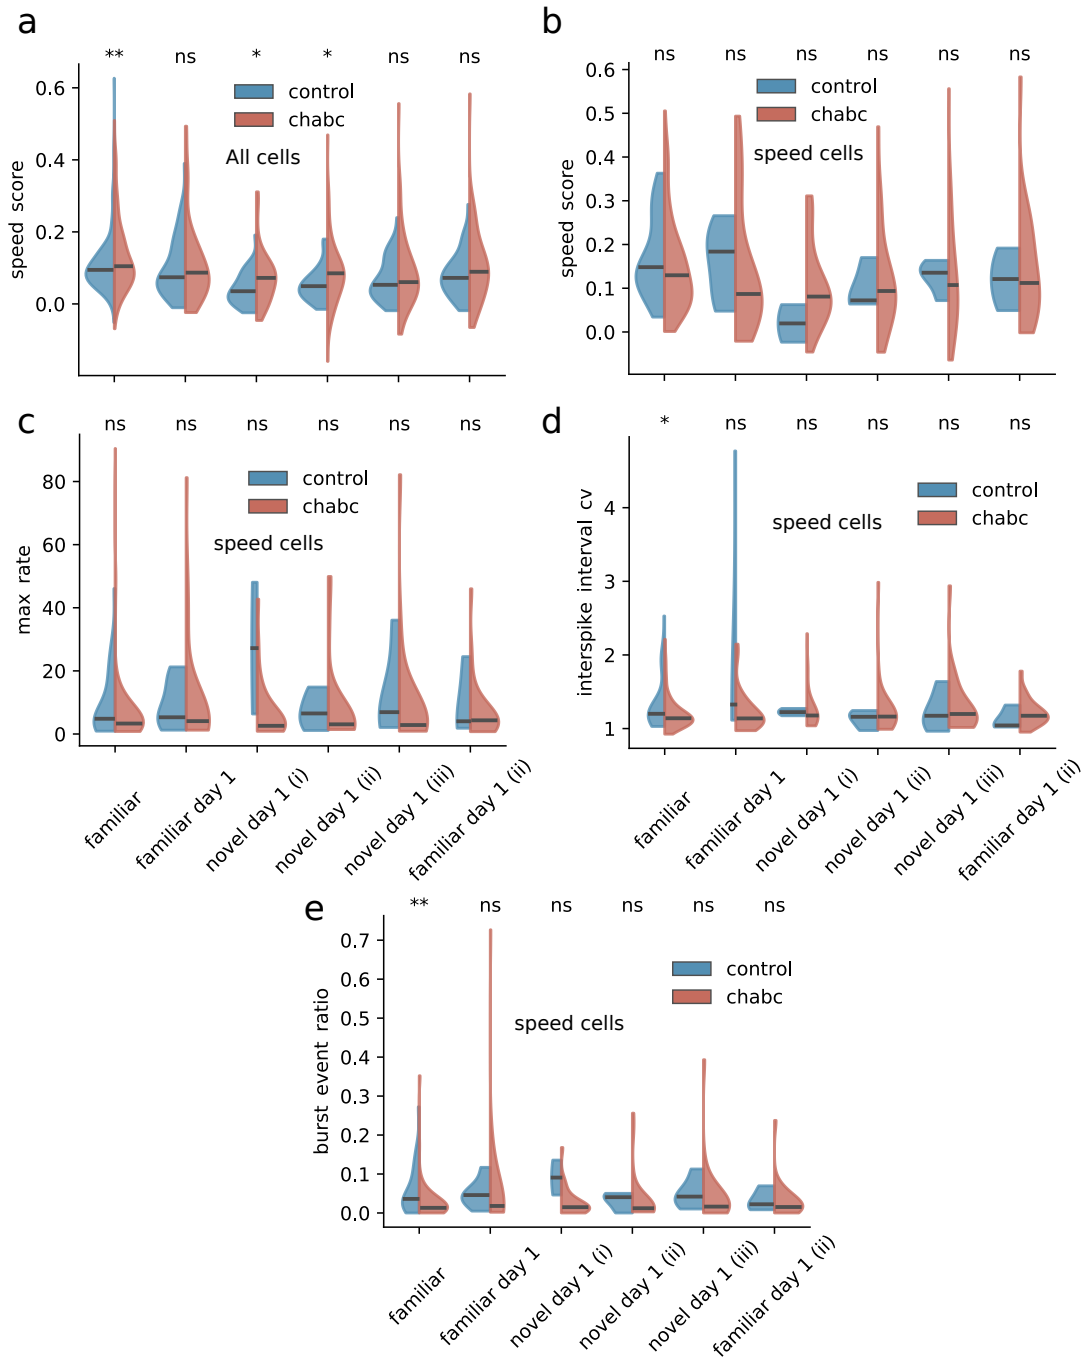 a
** ns * * ns ns
control
chabc
All cells
speed score
0.6
0.4
0.2
0.0
b
ns ns ns ns ns ns
control
chabc
speed cells
speed score
0.6
0.5
0.4
0.3
0.2
0.1
0.0
c
ns ns ns ns ns ns
control
chabc
speed cells
max rate
80
60
40
20
0
familiar
familiar day 1
novel day 1 (i)
novel day 1 (ii)
novel day 1 (iii)
familiar day 1 (ii)
d
* ns ns ns ns ns
control
chabc
speed cells
interspike interval cv
4
3
2
1
familiar
familiar day 1
novel day 1 (i)
novel day 1 (ii)
novel day 1 (iii)
familiar day 1 (ii)
e
** ns ns ns ns ns
control
chabc
speed cells
burst event ratio
0.7
0.6
0.5
0.4
0.3
0.2
0.1
0.0
familiar
familiar day 1
novel day 1 (i)
novel day 1 (ii)
novel day 1 (iii)
familiar day 1 (ii)